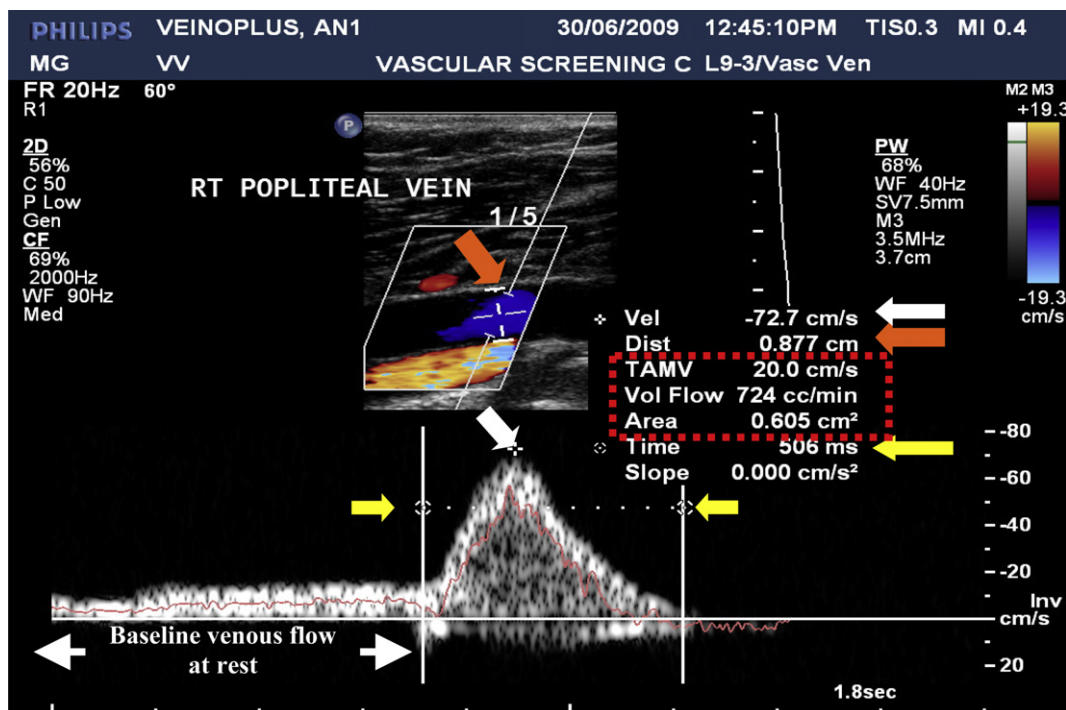 PHILIPS VEINOPLUS, AN1 30/06/2009 12:45:10PM TIS0.3 MI 0.4
MG VV VASCULAR SCREENING C L9-3/Vasc Ven
FR 20Hz 60°
R1
M2 M3
+19.3
2D
56%
C 50
P Low
Gen
CF
69%
2000Hz
WF 90Hz
Med
P
RT POPLITEAL VEIN
1/5
PW
68%
WF 40Hz
SV7.5mm
M3
3.5MHz
3.7cm
-19.3
cm/s
Vel -72.7 cm/s
Dist 0.877 cm
TAMV 20.0 cm/s
Vol Flow 724 cc/min
Area 0.605 cm²
Time 506 ms
Slope 0.000 cm/s²
-80
-60
-40
-20
Inv
cm/s
20
Baseline venous flow
at rest
1.8sec